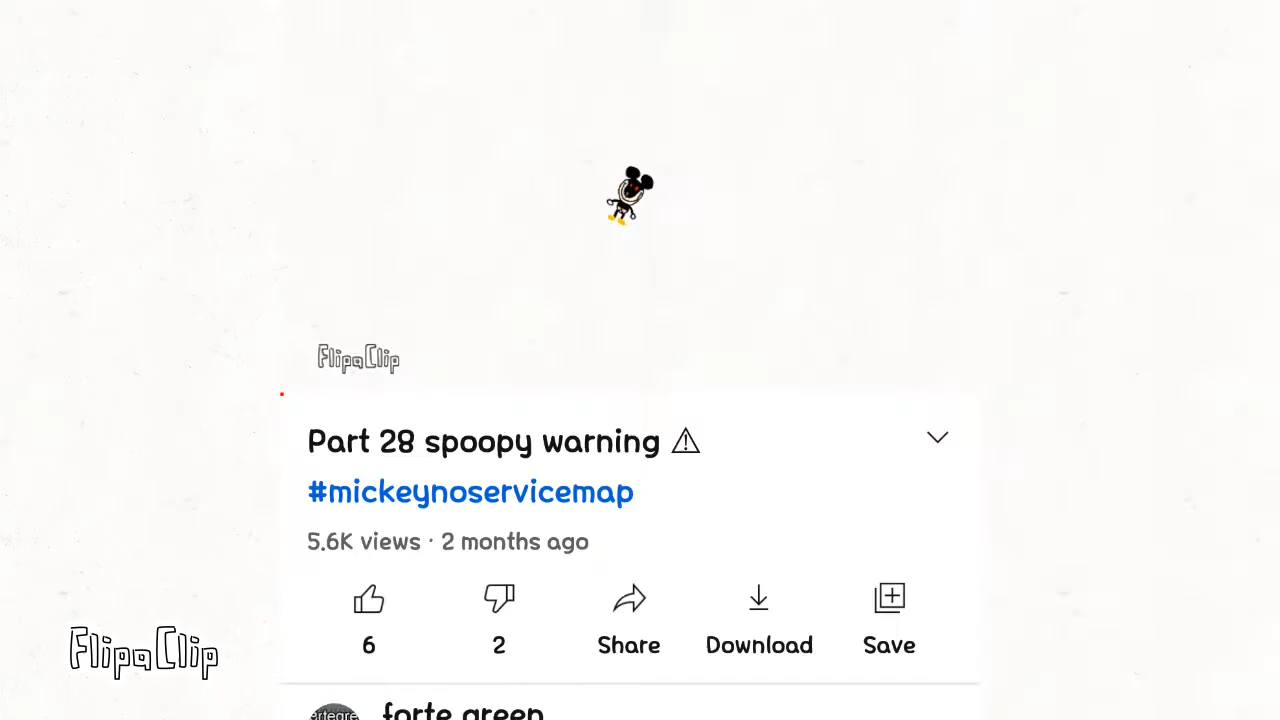 FlipaClip
Part 28 spoopy warning ⚠
#mickeynoservicemap
5.6K views · 2 months ago
6 2 Share Download Save
FlipaClip
forte green